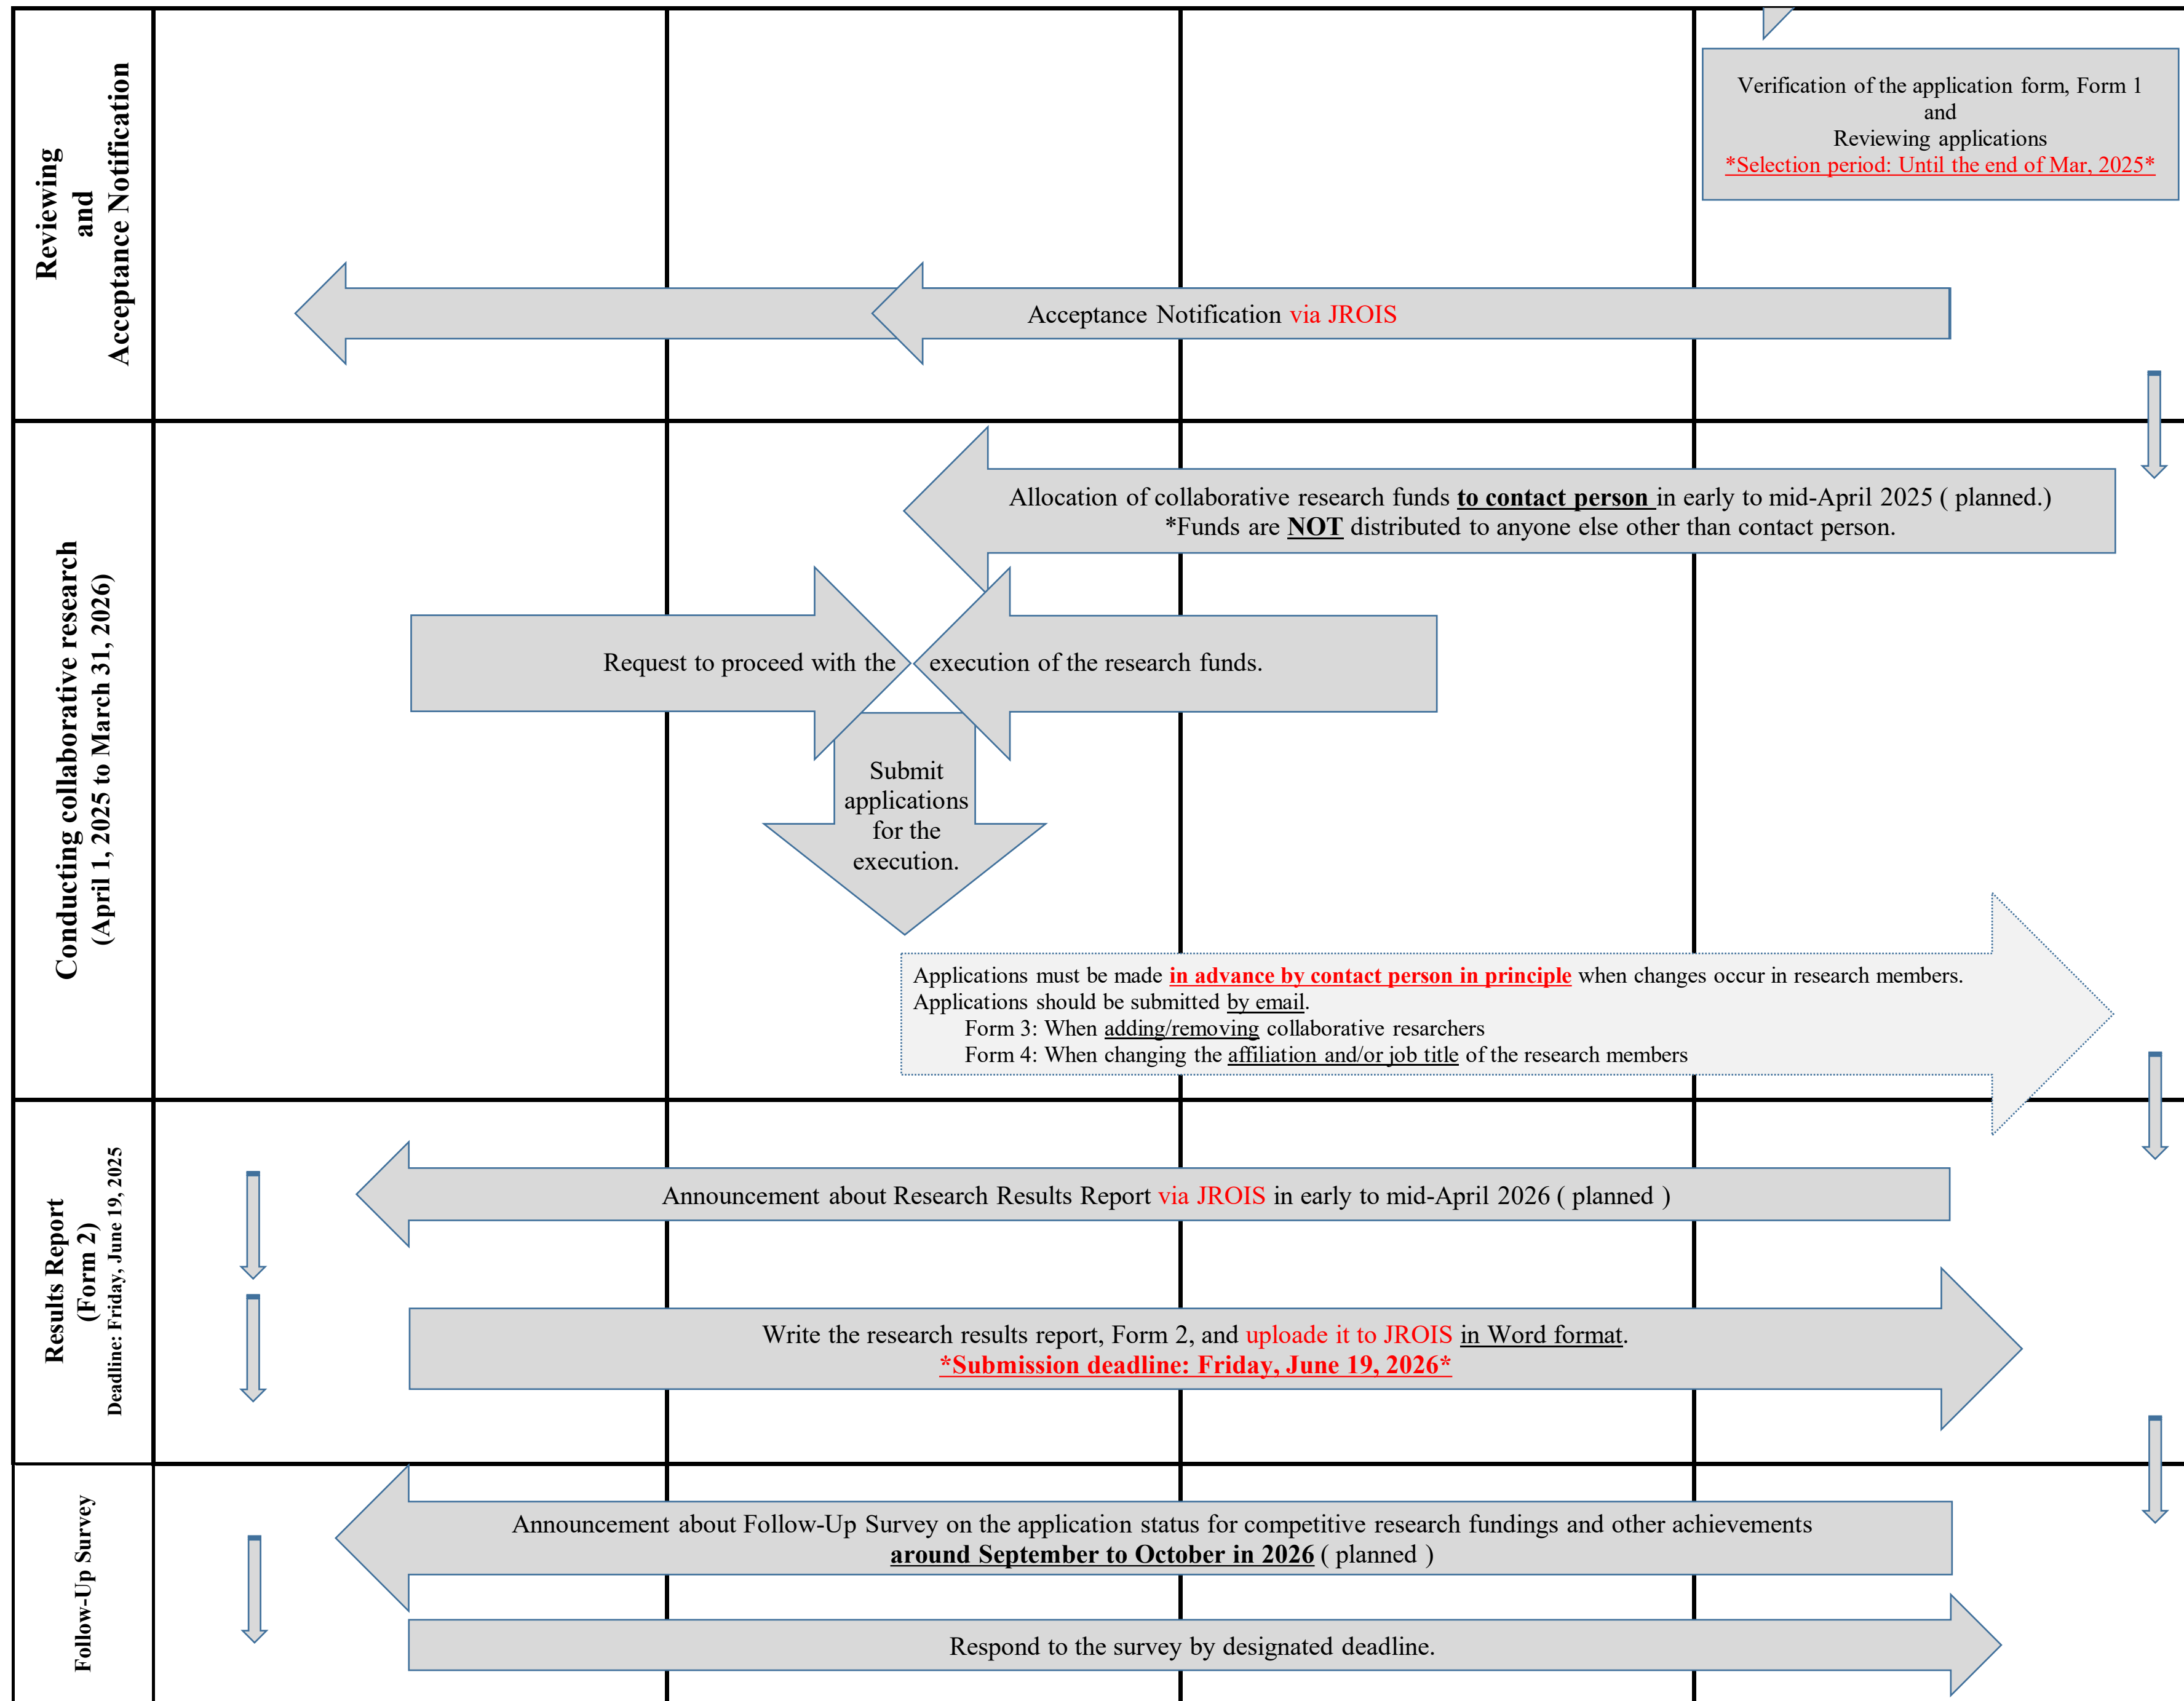 Reviewing
and
Acceptance Notification
Verification of the application form, Form 1
and
Reviewing applications
*Selection period: Until the end of Mar, 2025*
Acceptance Notification via JROIS
Conducting collaborative research
(April 1, 2025 to March 31, 2026)
Allocation of collaborative research funds to contact person in early to mid-April 2025 ( planned.)
*Funds are NOT distributed to anyone else other than contact person.
Request to proceed with the execution of the research funds.
Submit
applications
for the
execution.
Applications must be made in advance by contact person in principle when changes occur in research members.
Applications should be submitted by email.
Form 3: When adding/removing collaborative resarchers
Form 4: When changing the affiliation and/or job title of the research members
Results Report
(Form 2)
Deadline: Friday, June 19, 2025
Announcement about Research Results Report via JROIS in early to mid-April 2026 ( planned )
Write the research results report, Form 2, and uploade it to JROIS in Word format.
*Submission deadline: Friday, June 19, 2026*
Follow-Up Survey
Announcement about Follow-Up Survey on the application status for competitive research fundings and other achievements
around September to October in 2026 ( planned )
Respond to the survey by designated deadline.